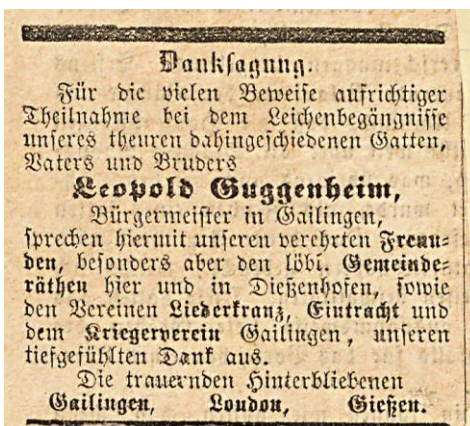 Danksagung.
Für die vielen Beweise aufrichtiger
Theilnahme bei dem Leichenbegängnisse
unseres theuren dahingeschiedenen Gatten,
Vaters und Bruders
Leopold Guggenheim,
Bürgermeister in Gailingen,
sprechen hiermit unseren verehrten Freun-
den, besonders aber den löbl. Gemeinde-
räthen hier und in Dießenhofen, sowie
den Vereinen Liederkranz, Eintracht und
dem Kriegerverein Gailingen, unseren
tiefgefühlten Dank aus.
Die trauernden Hinterbliebenen
Gailingen, London, Gießen.